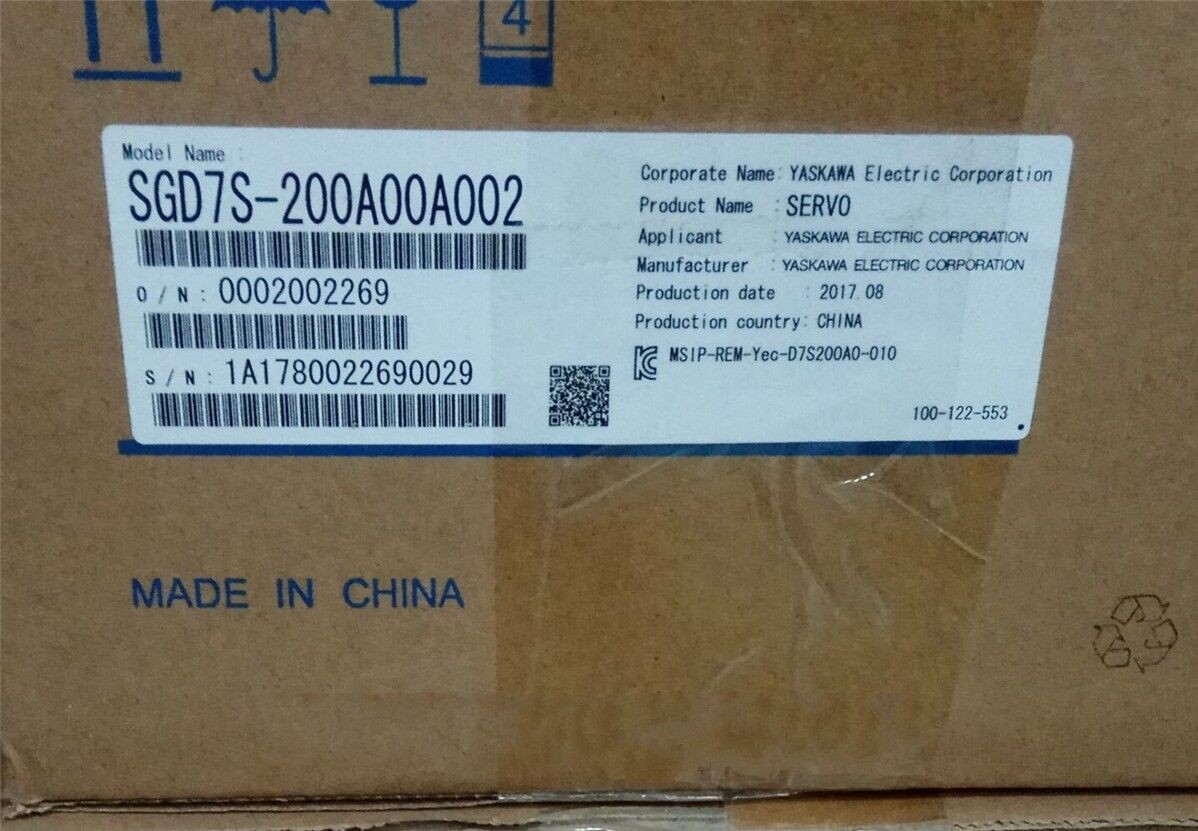 4
Model Name :
SGD7S-200A00A002
O / N : 0002002269
S / N : 1A1780022690029
Corporate Name: YASKAWA Electric Corporation
Product Name : SERVO
Applicant : YASKAWA ELECTRIC CORPORATION
Manufacturer : YASKAWA ELECTRIC CORPORATION
Production date : 2017.08
Production country: CHINA
MSIP-REM-Yec-D7S200A0-010
100-122-553
MADE IN CHINA